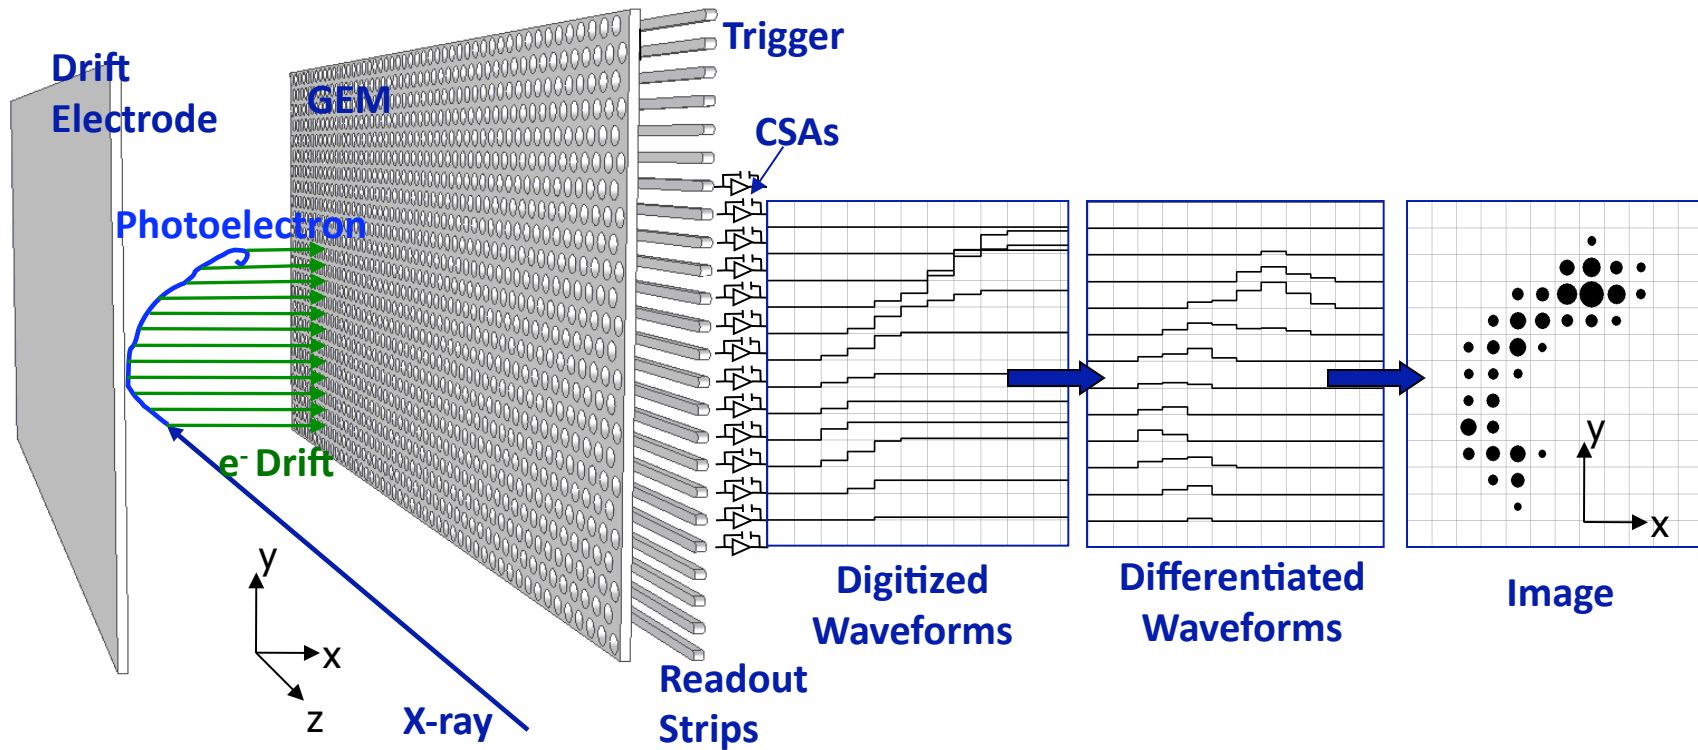 Drift
Electrode
GEM
Trigger
CSAs
Photoelectron
e- Drift
y
x
z
X-ray
Readout
Strips
Digitized
Waveforms
Differentiated
Waveforms
y
x
Image